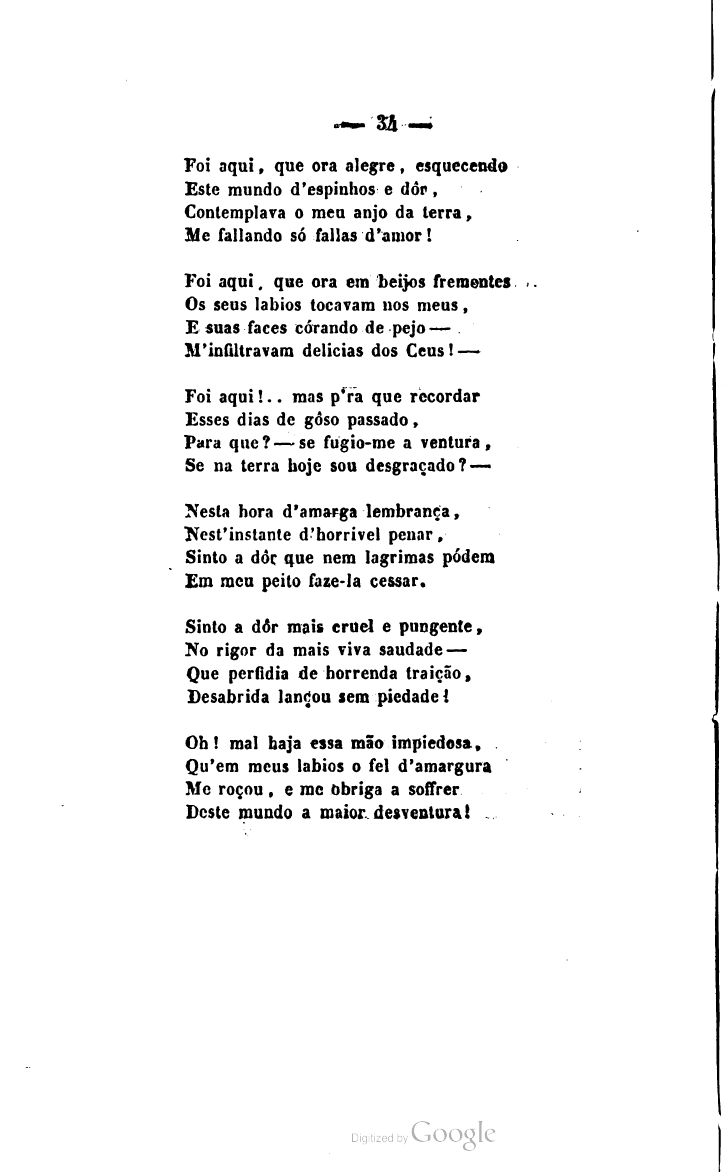 — 34 —
Foi aqui, que ora alegre, esquecendo
Este mundo d'espinhos e dôr,
Contemplava o meu anjo da terra,
Me fallando só fallas d'amor!
Foi aqui, que ora em beijos frementes
Os seus labios tocavam nos meus,
E suas faces córando de pejo —
M'infiltravam delicias dos Ceus! —
Foi aqui!.. mas p'ra que recordar
Esses dias de gôso passado,
Para que? — se fugio-me a ventura,
Se na terra hoje sou desgraçado? —
Nesta hora d'amarga lembrança,
Nest'instante d'horrivel penar,
Sinto a dôr que nem lagrimas pódem
Em meu peito faze-la cessar.
Sinto a dôr mais cruel e pungente,
No rigor da mais viva saudade —
Que perfidia de horrenda traição,
Desabrida lançou sem piedade!
Oh! mal haja essa mão impiedosa,
Qu'em meus labios o fel d'amargura
Me roçou, e me obriga a soffrer
Deste mundo a maior desventura!
Digitized by Google